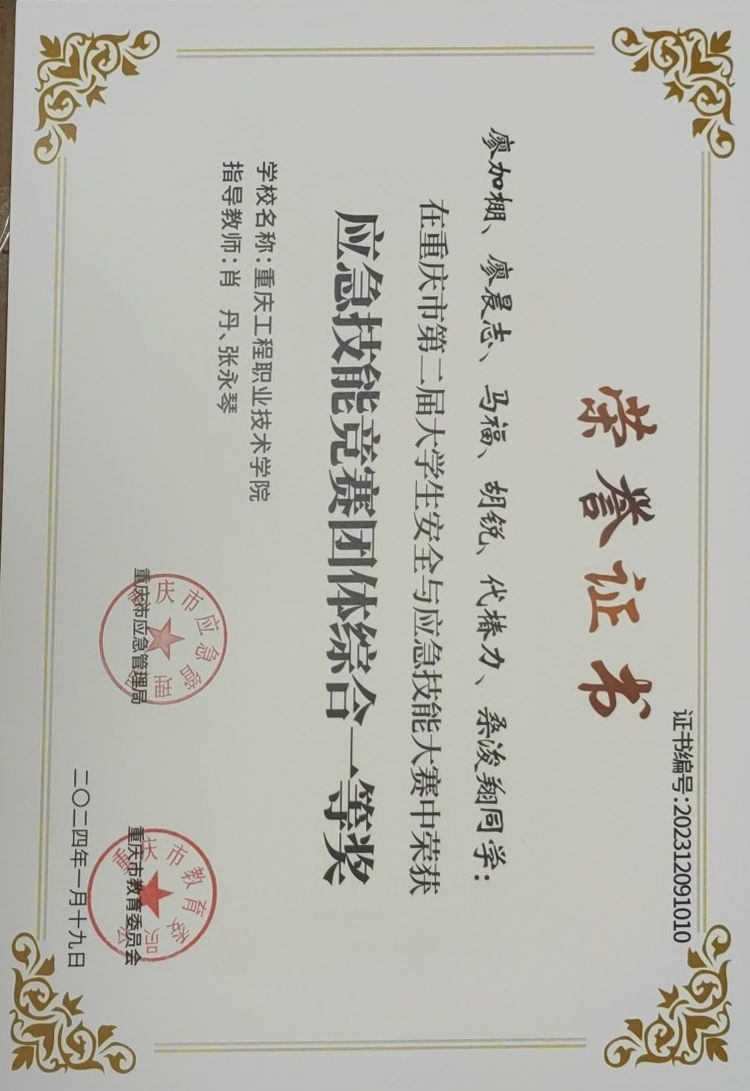 证书编号:202312091010
荣誉证书
廖加棚、廖晨志、马福、胡锐、代椿力、桑浚翔同学:
在重庆市第二届大学生安全与应急技能大赛中荣获
应急技能竞赛团体综合一等奖
学校名称:重庆工程职业技术学院
指导教师:肖 丹、张永琴
重庆市应急管理局
重庆市教育委员会
二〇二四年一月十九日